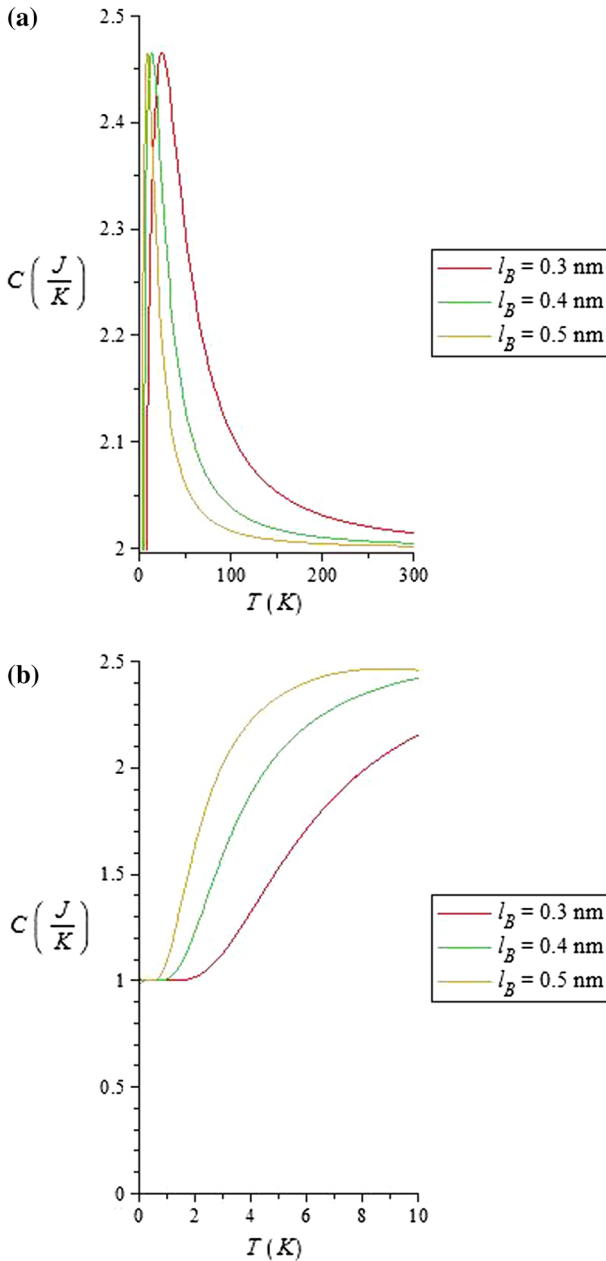 (a)
2.5
2.4
2.3
2.2
2.1
2
C ( J / K )
0 100 200 300
T ( K )
l_B = 0.3 nm
l_B = 0.4 nm
l_B = 0.5 nm
(b)
2.5
2
1.5
1
0.5
0
C ( J / K )
0 2 4 6 8 10
T ( K )
l_B = 0.3 nm
l_B = 0.4 nm
l_B = 0.5 nm